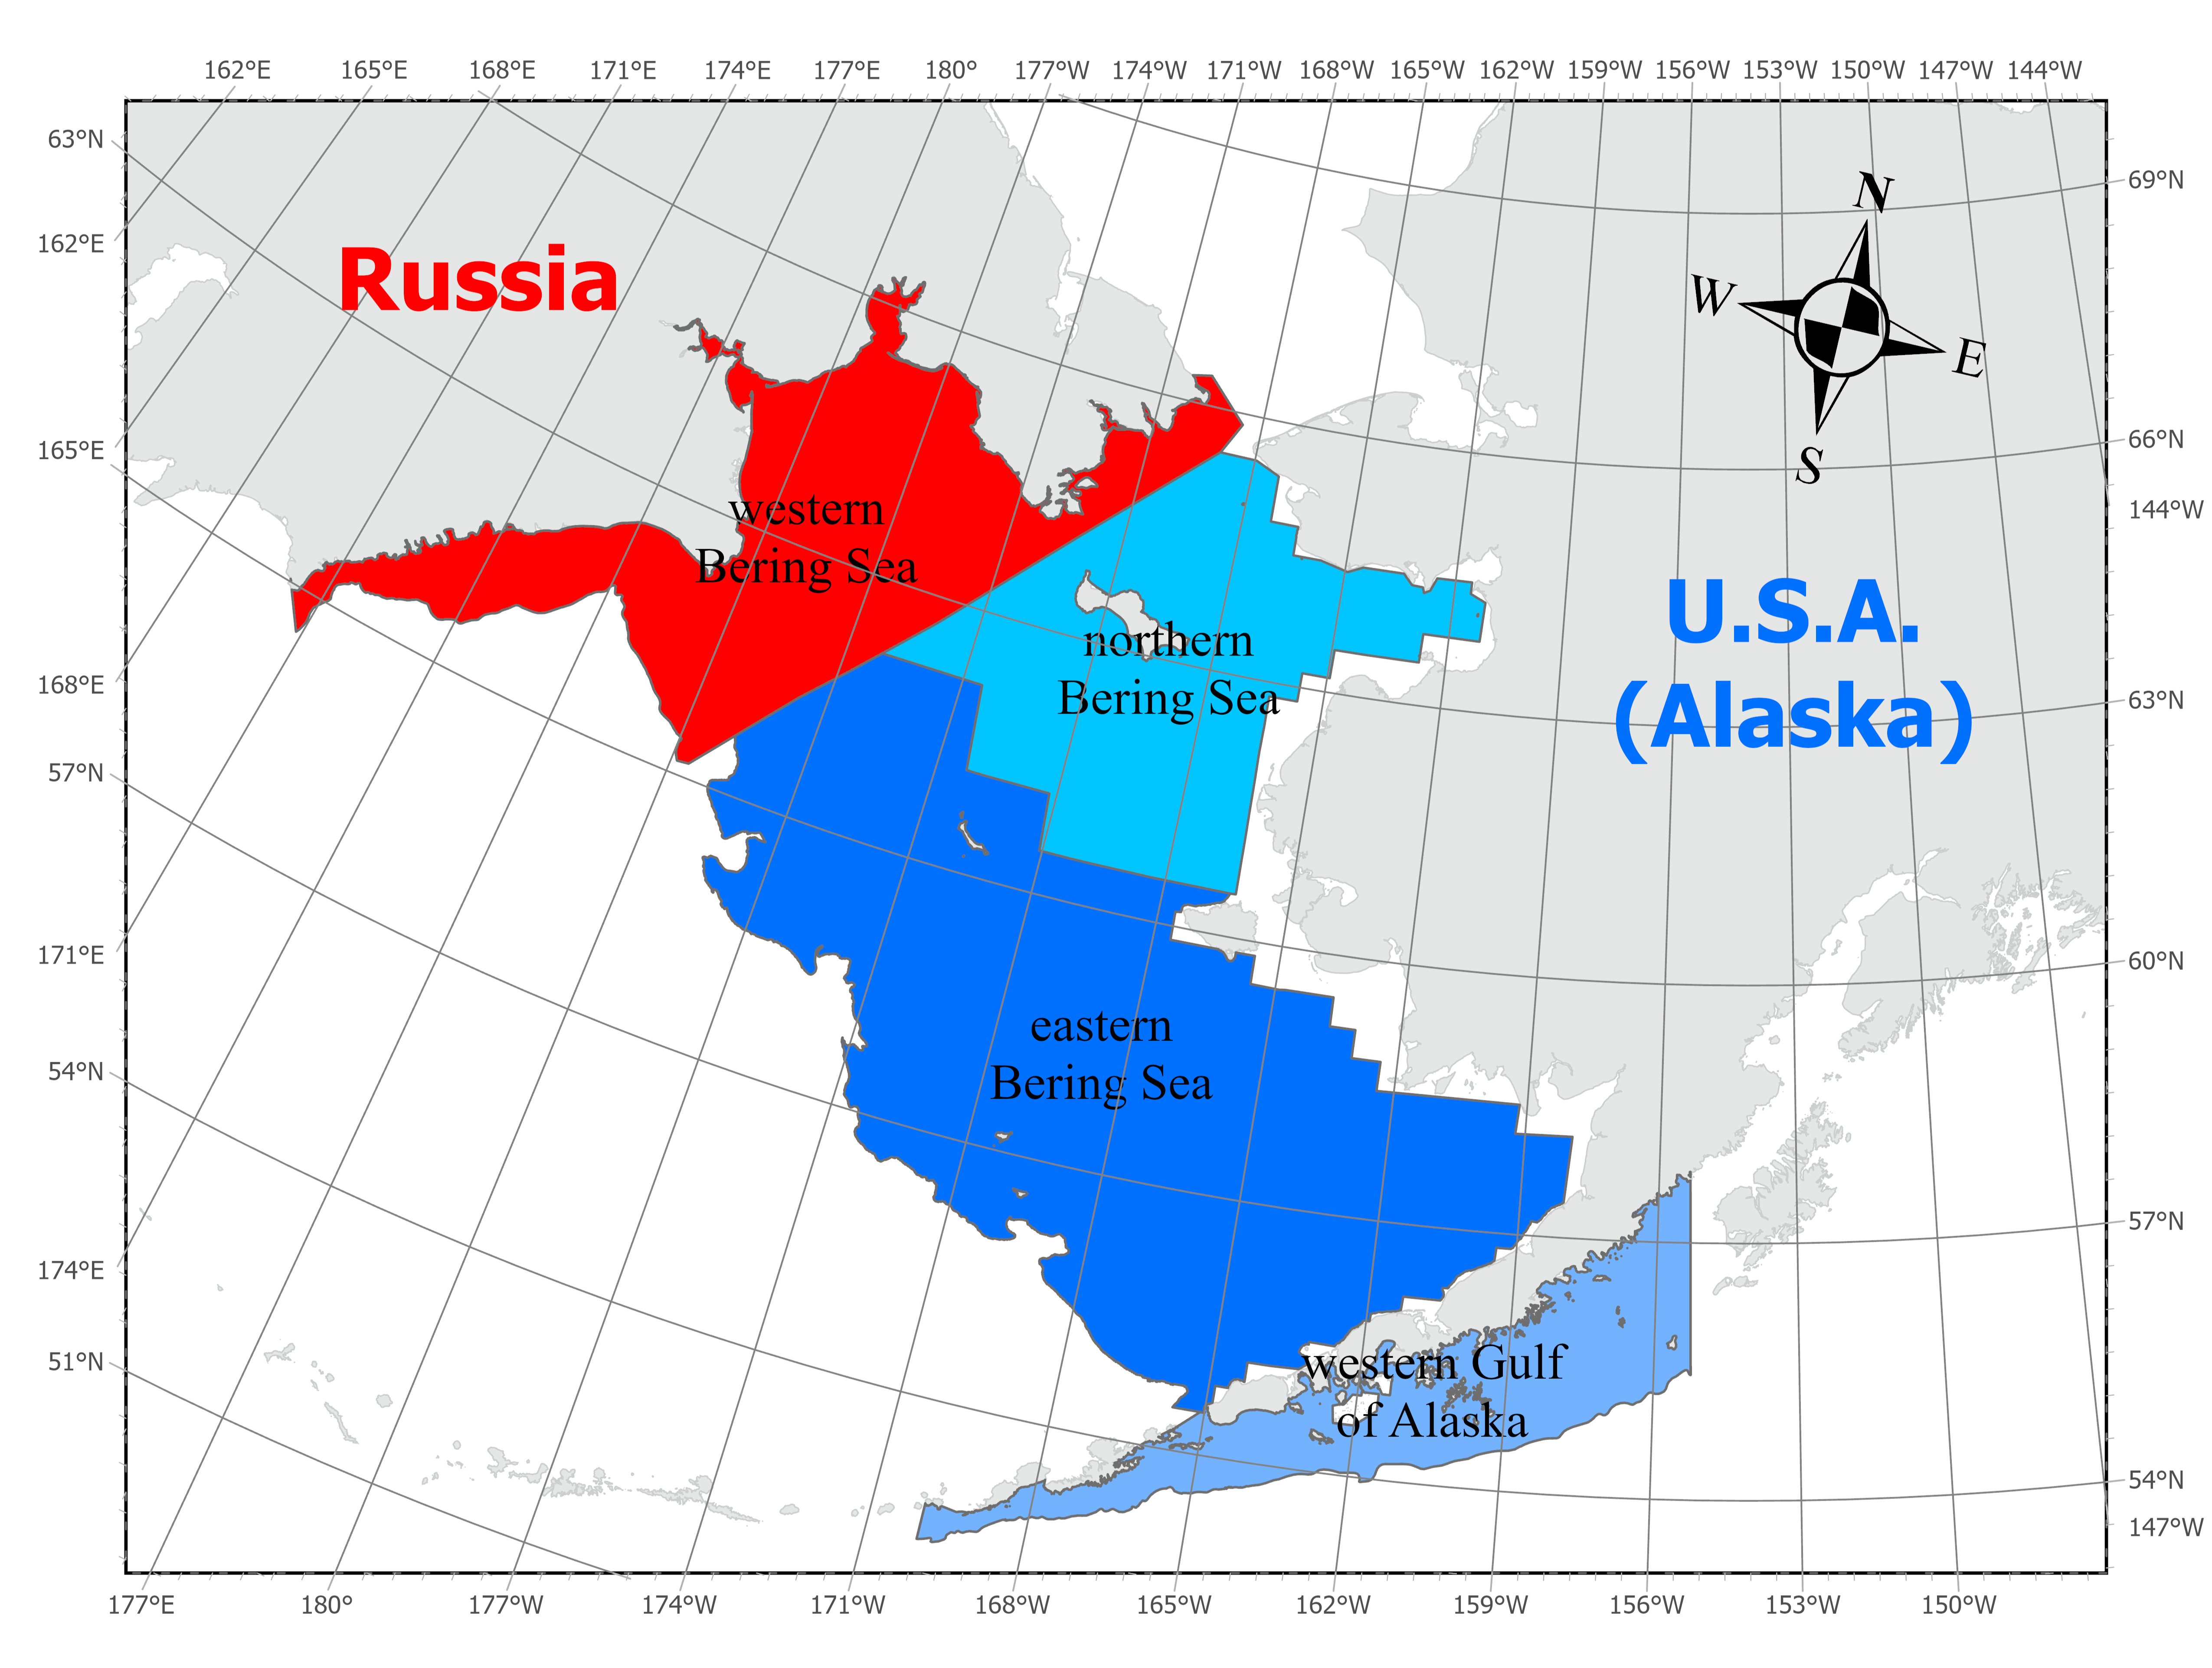 162°E 165°E 168°E 171°E 174°E 177°E 180° 177°W 174°W 171°W 168°W 165°W 162°W 159°W 156°W 153°W 150°W 147°W 144°W
63°N
69°N
N
162°E
Russia
W
E
66°N
165°E
S
western
144°W
Bering Sea
U.S.A.
northern
168°E
Bering Sea
63°N
(Alaska)
57°N
171°E
60°N
eastern
54°N
Bering Sea
57°N
174°E
51°N
western Gulf
of Alaska
54°N
147°W
177°E 180° 177°W 174°W 171°W 168°W 165°W 162°W 159°W 156°W 153°W 150°W